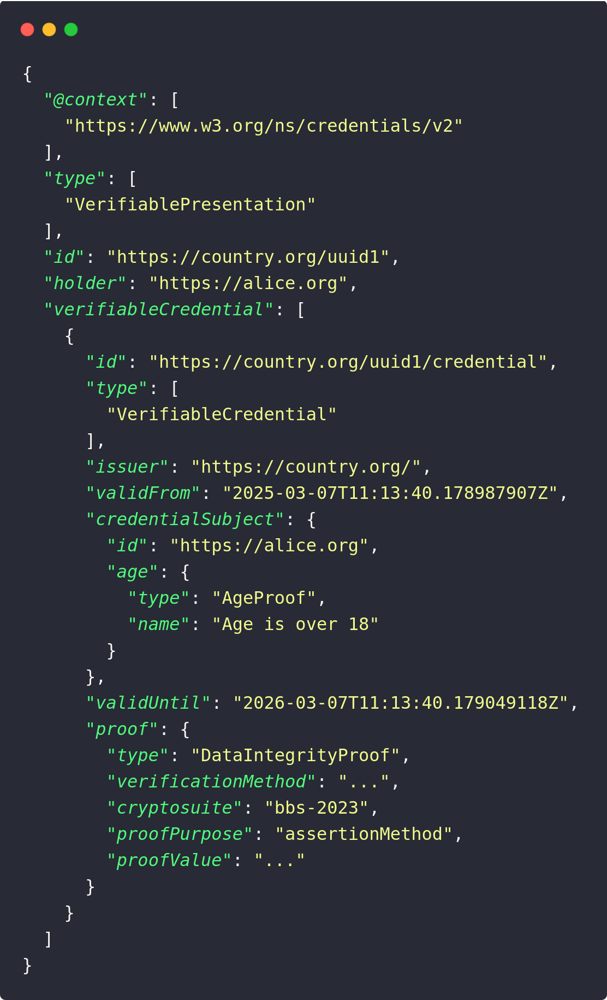 {
  "@context": [
    "https://www.w3.org/ns/credentials/v2"
  ],
  "type": [
    "VerifiablePresentation"
  ],
  "id": "https://country.org/uuid1",
  "holder": "https://alice.org",
  "verifiableCredential": [
    {
      "id": "https://country.org/uuid1/credential",
      "type": [
        "VerifiableCredential"
      ],
      "issuer": "https://country.org/",
      "validFrom": "2025-03-07T11:13:40.178987907Z",
      "credentialSubject": {
        "id": "https://alice.org",
        "age": {
          "type": "AgeProof",
          "name": "Age is over 18"
        }
      },
      "validUntil": "2026-03-07T11:13:40.179049118Z",
      "proof": {
        "type": "DataIntegrityProof",
        "verificationMethod": "...",
        "cryptosuite": "bbs-2023",
        "proofPurpose": "assertionMethod",
        "proofValue": "..."
      }
    }
  ]
}